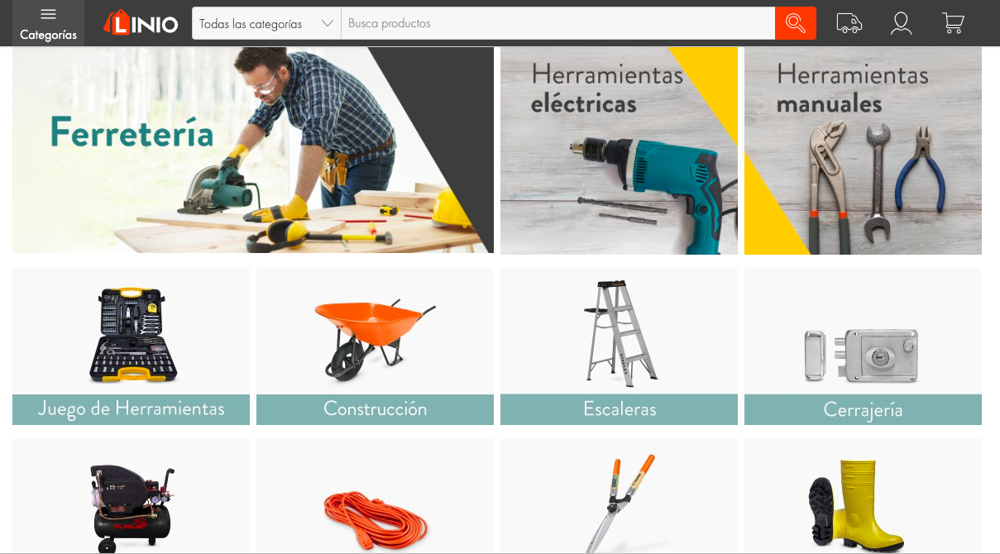 Categorías
LINIO
Todas las categorías
Busca productos
Ferretería
Herramientas
eléctricas
Herramientas
manuales
Juego de Herramientas
Construcción
Escaleras
Cerrajería